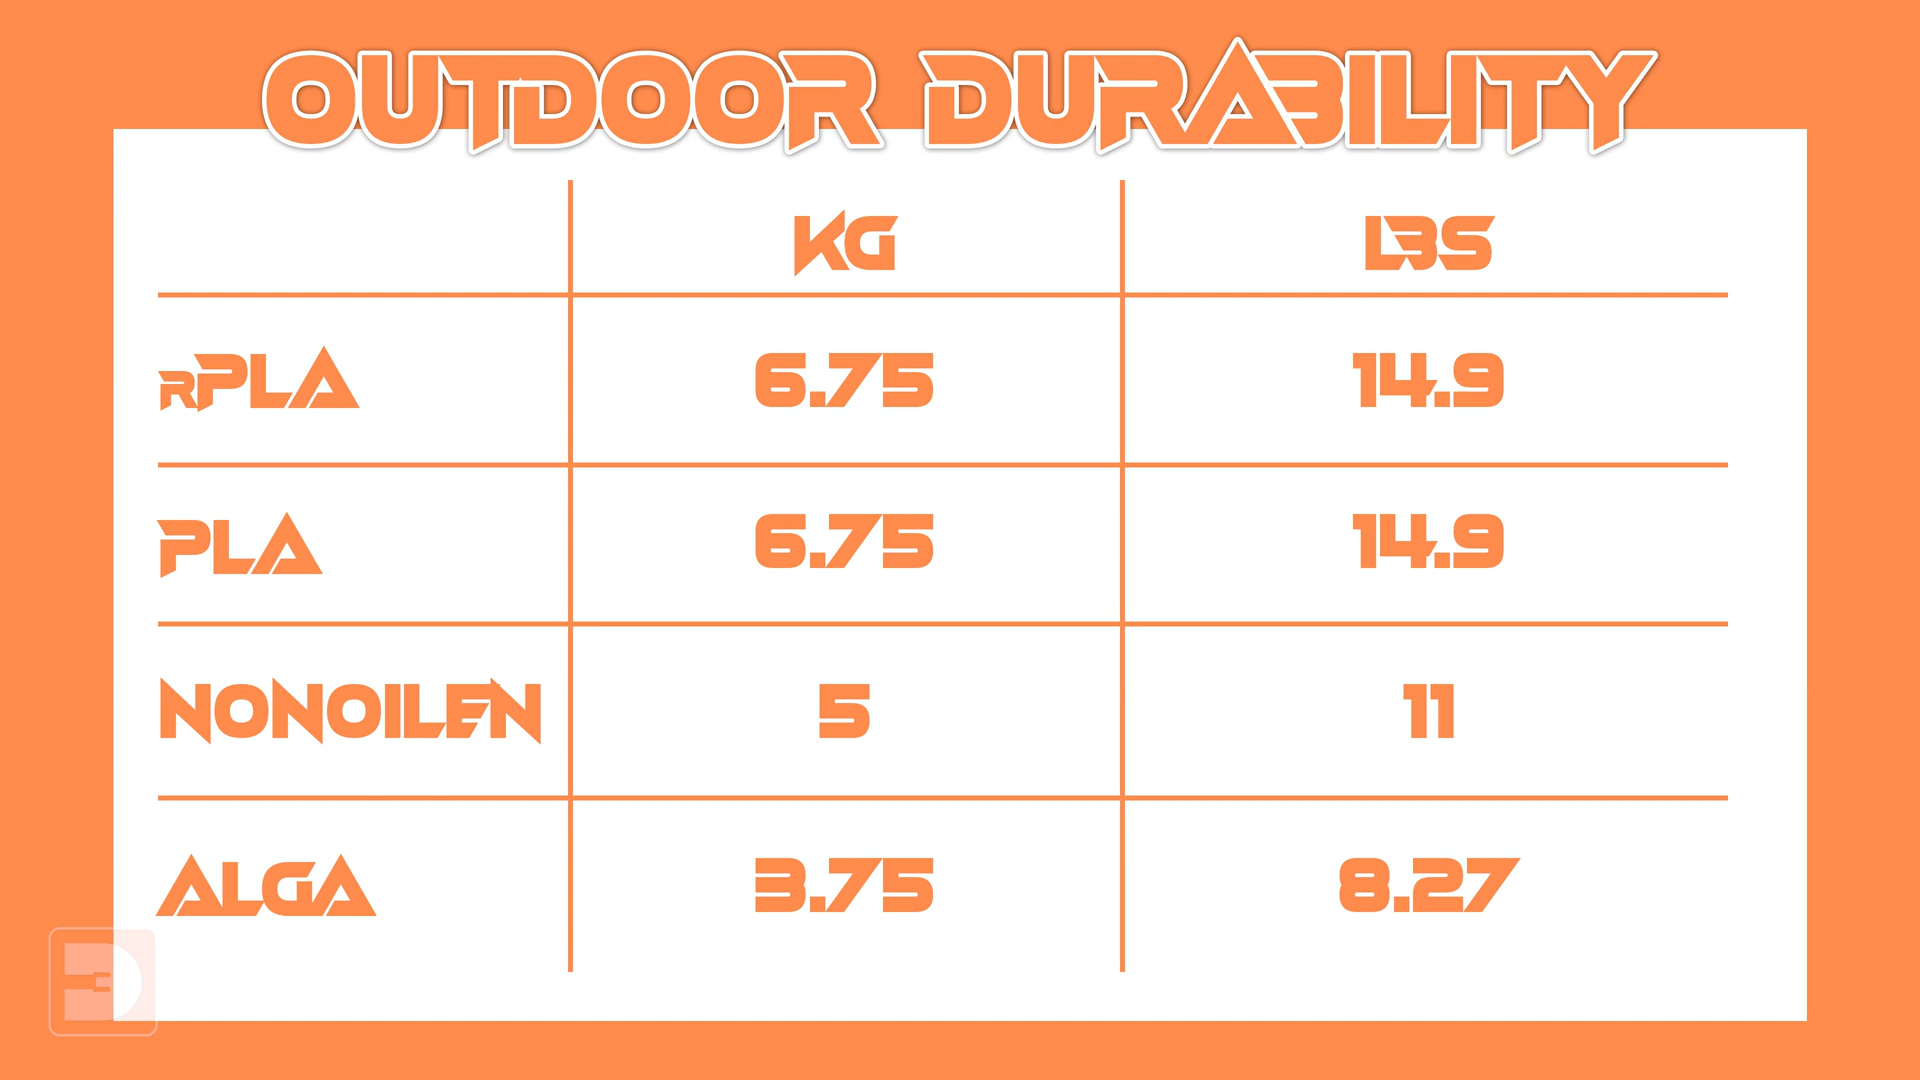 OUTDOOR DURABILITY
KG LBS
rPLA 6.75 14.9
PLA 6.75 14.9
NONOILEN 5 11
ALGA 3.75 8.27